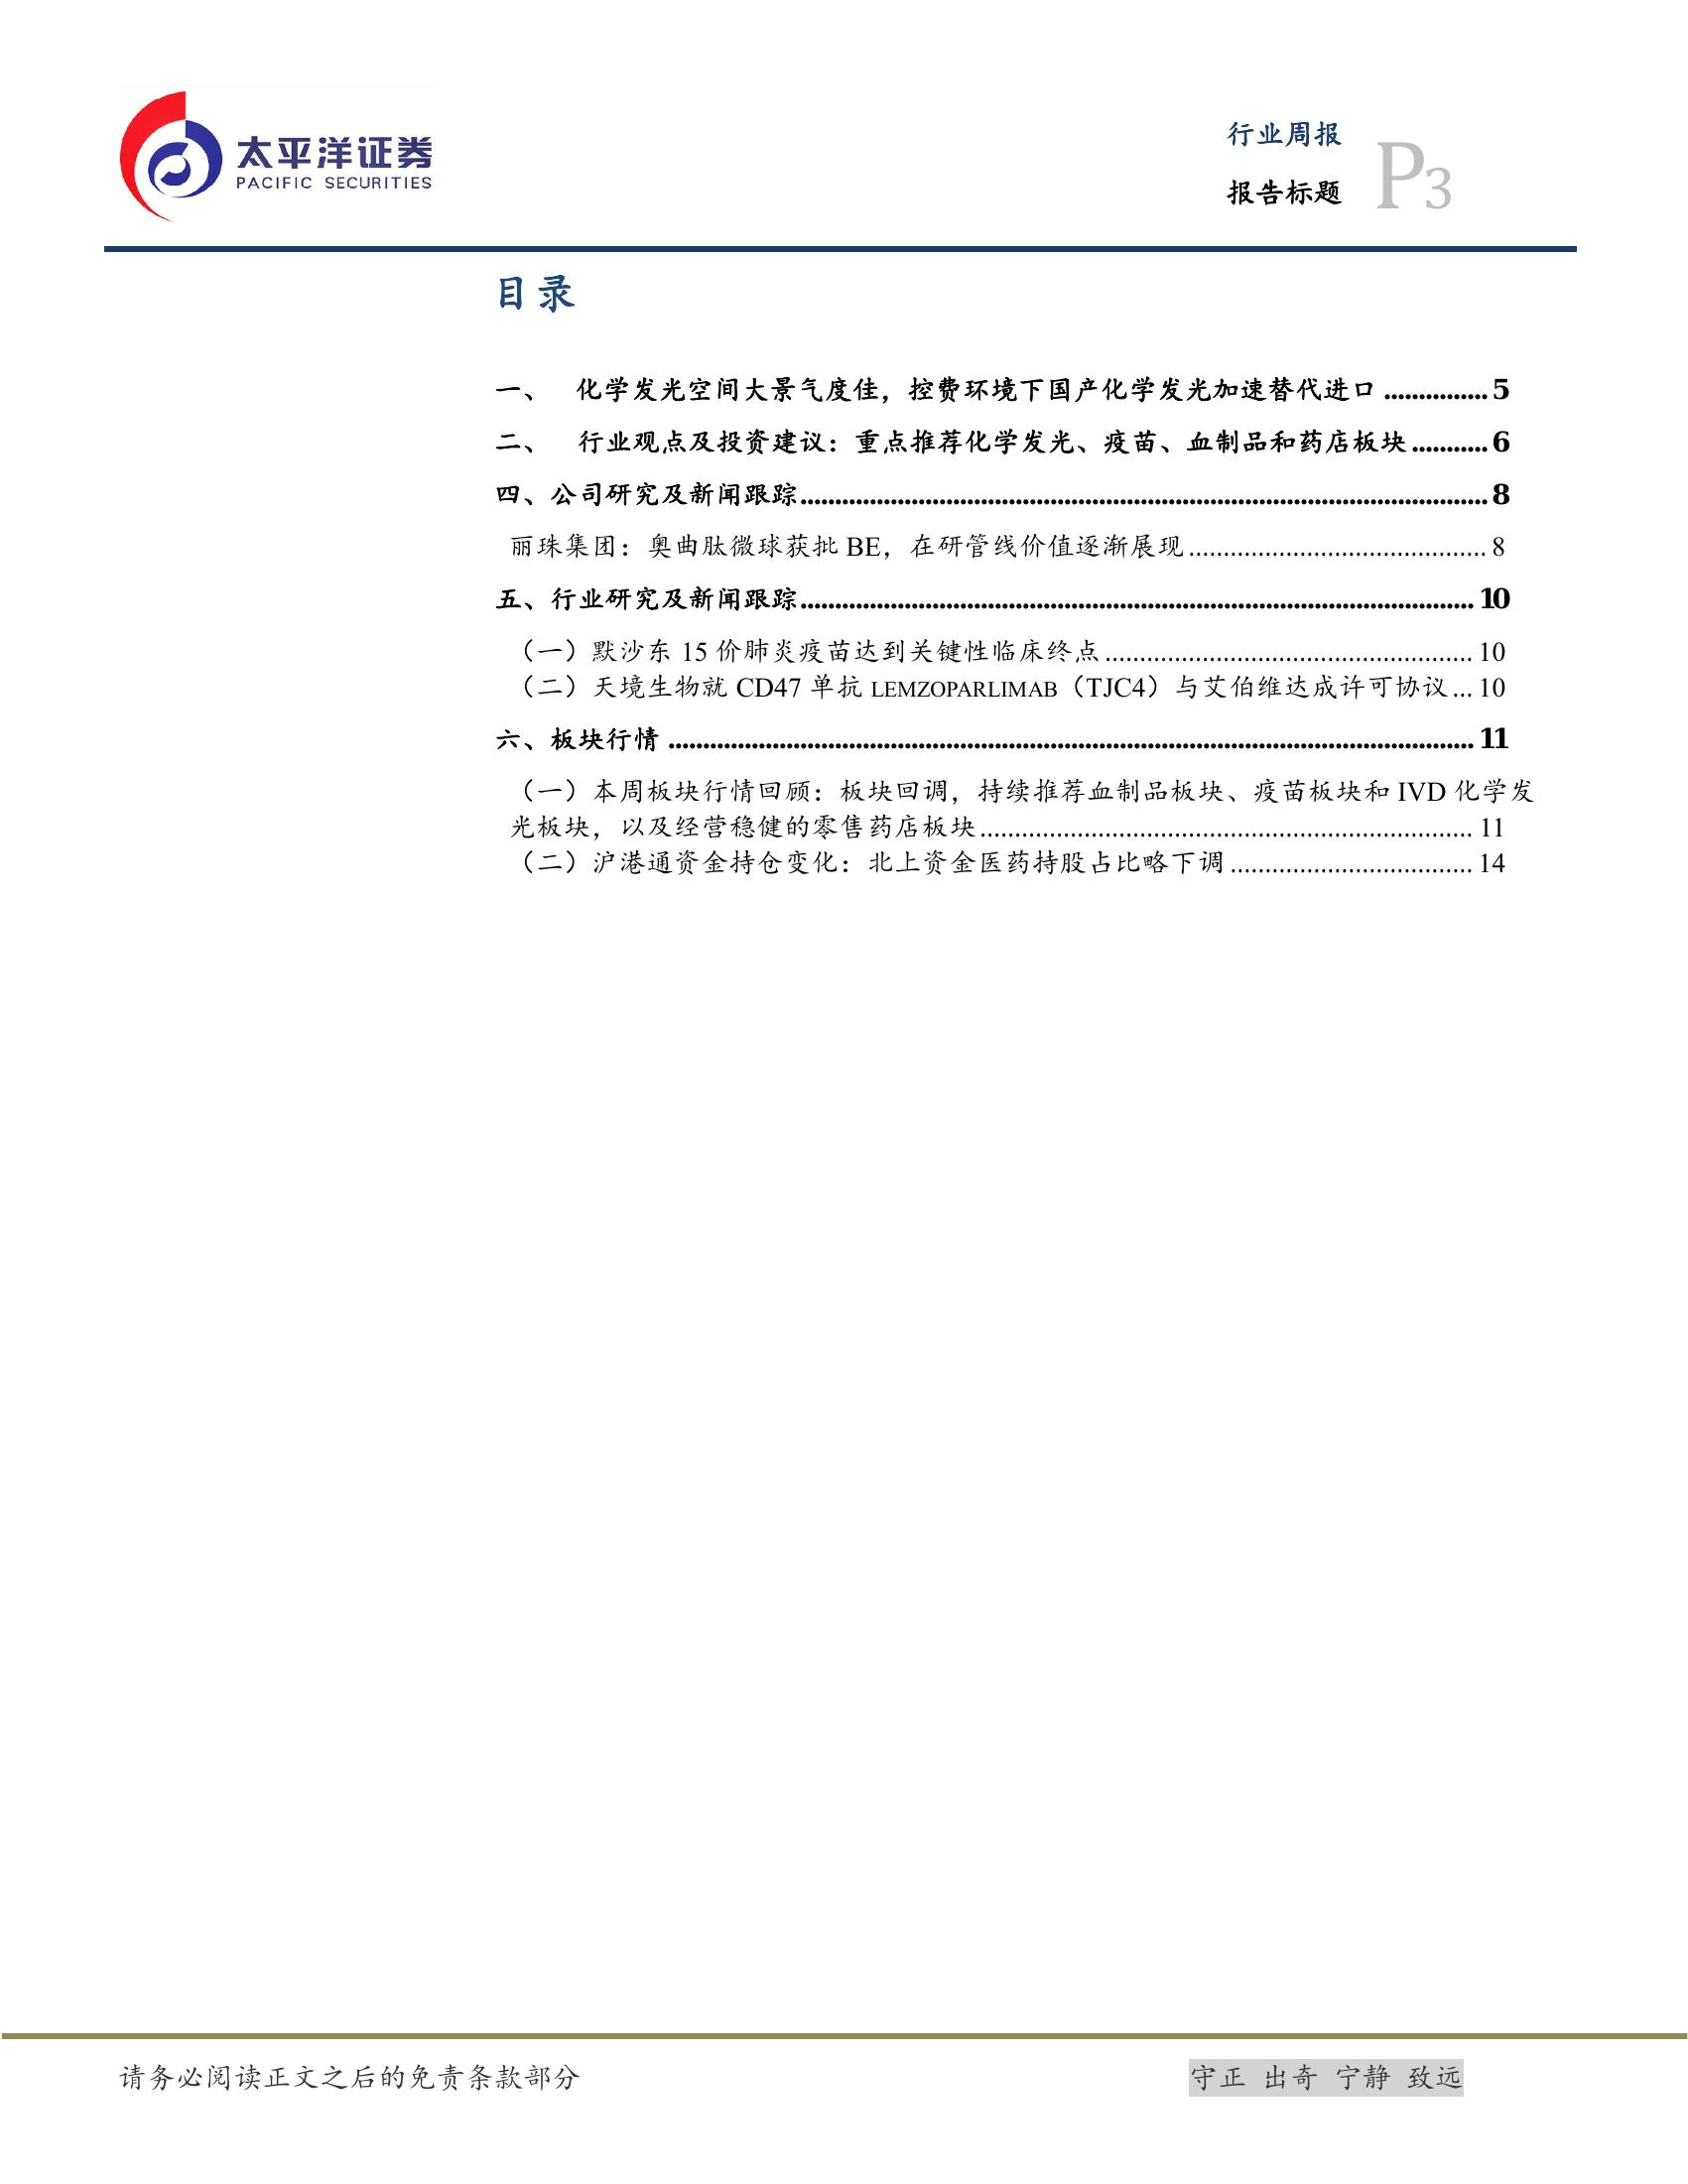 太平洋证券
PACIFIC SECURITIES
行业周报
报告标题
P3
目录
一、 化学发光空间大景气度佳，控费环境下国产化学发光加速替代进口 ............... 5
二、 行业观点及投资建议：重点推荐化学发光、疫苗、血制品和药店板块 ........... 6
四、公司研究及新闻跟踪 .................................................................................................... 8
丽珠集团：奥曲肽微球获批 BE，在研管线价值逐渐展现 ........................................... 8
五、行业研究及新闻跟踪 .................................................................................................. 10
（一）默沙东 15 价肺炎疫苗达到关键性临床终点 ..................................................... 10
（二）天境生物就 CD47 单抗 LEMZOPARLIMAB（TJC4）与艾伯维达成许可协议 ... 10
六、板块行情 ..................................................................................................................... 11
（一）本周板块行情回顾：板块回调，持续推荐血制品板块、疫苗板块和 IVD 化学发
光板块，以及经营稳健的零售药店板块 ....................................................................... 11
（二）沪港通资金持仓变化：北上资金医药持股占比略下调 ................................... 14
请务必阅读正文之后的免责条款部分
守正 出奇 宁静 致远